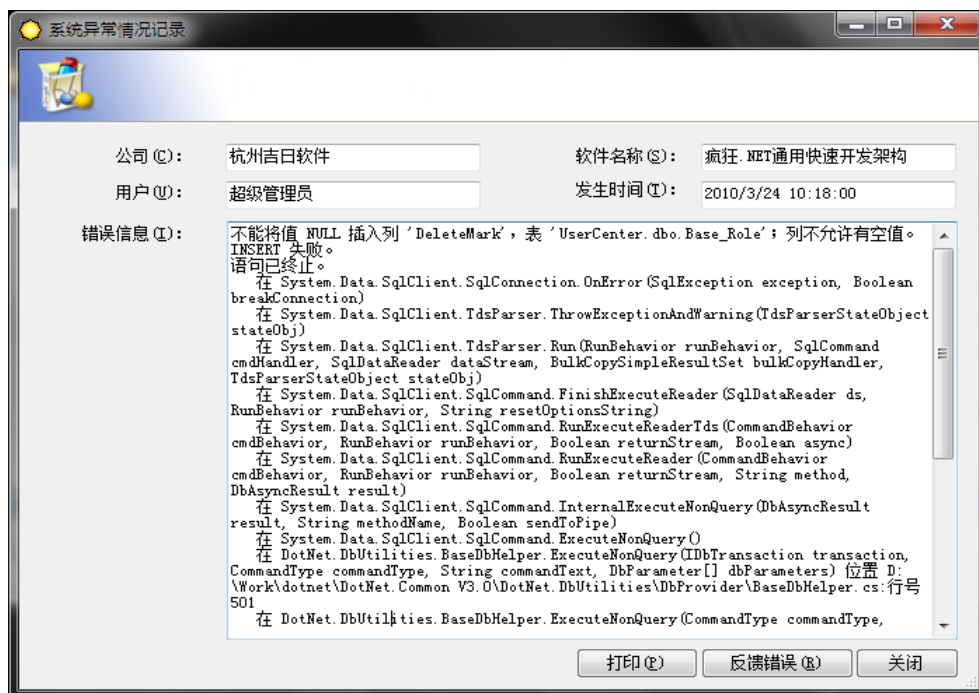 系统异常情况记录
公司(C): 杭州吉日软件 软件名称(S): 疯狂.NET通用快速开发架构
用户(U): 超级管理员 发生时间(T): 2010/3/24 10:18:00
错误信息(I): 不能将值 NULL 插入列 'DeleteMark'，表 'UserCenter.dbo.Base_Role'；列不允许有空值。
INSERT 失败。
语句已终止。
在 System.Data.SqlClient.SqlConnection.OnError(SqlException exception, Boolean
breakConnection)
在 System.Data.SqlClient.TdsParser.ThrowExceptionAndWarning(TdsParserStateObject
stateObj)
在 System.Data.SqlClient.TdsParser.Run(RunBehavior runBehavior, SqlCommand
cmdHandler, SqlDataReader dataStream, BulkCopySimpleResultSet bulkCopyHandler,
TdsParserStateObject stateObj)
在 System.Data.SqlClient.SqlCommand.FinishExecuteReader(SqlDataReader ds,
RunBehavior runBehavior, String resetOptionsString)
在 System.Data.SqlClient.SqlCommand.RunExecuteReaderTds(CommandBehavior
cmdBehavior, RunBehavior runBehavior, Boolean returnStream, Boolean async)
在 System.Data.SqlClient.SqlCommand.RunExecuteReader(CommandBehavior
cmdBehavior, RunBehavior runBehavior, Boolean returnStream, String method,
DbAsyncResult result)
在 System.Data.SqlClient.SqlCommand.InternalExecuteNonQuery(DbAsyncResult
result, String methodName, Boolean sendToPipe)
在 System.Data.SqlClient.SqlCommand.ExecuteNonQuery()
在 DotNet.DbUtilities.BaseDbHelper.ExecuteNonQuery(IDbTransaction transaction,
CommandType commandType, String commandText, DbParameter[] dbParameters) 位置 D:
\Work\dotnet\DotNet.Common V3.0\DotNet.DbUtilities\DbProvider\BaseDbHelper.cs:行号
501
在 DotNet.DbUtilities.BaseDbHelper.ExecuteNonQuery(CommandType commandType,
打印(P) 反馈错误(R) 关闭